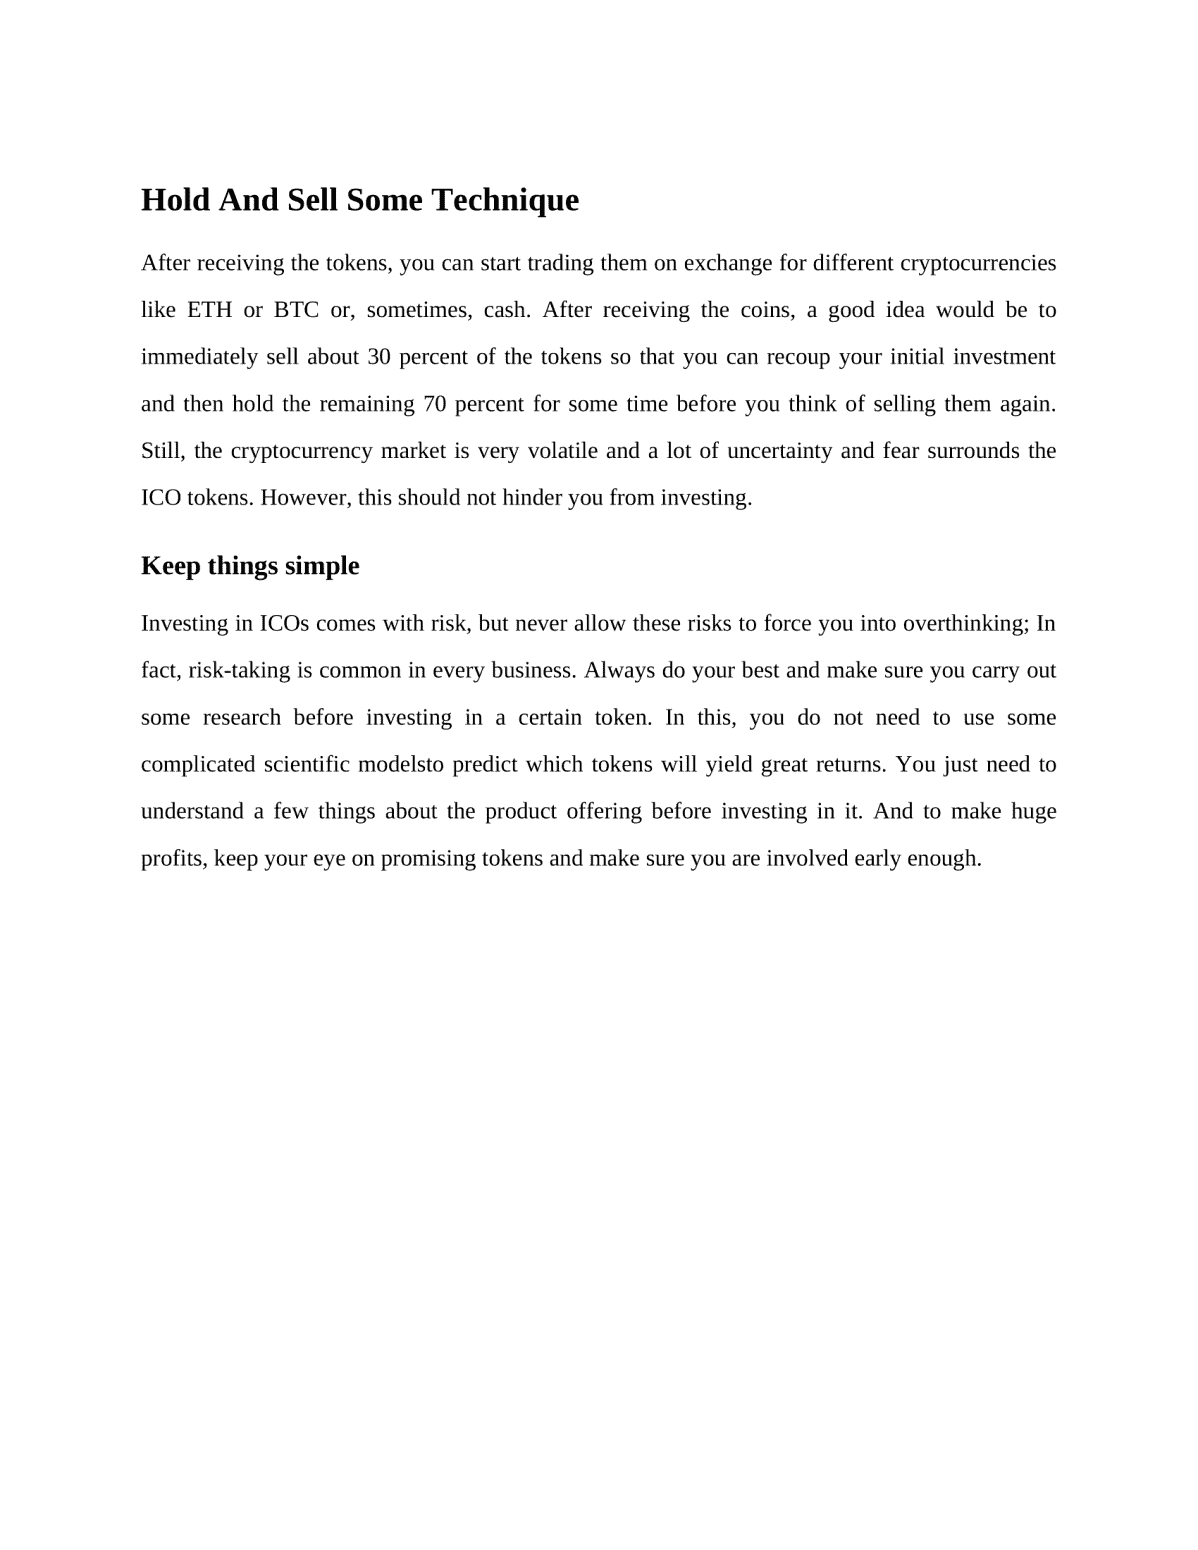 Hold And Sell Some Technique
After receiving the tokens, you can start trading them on exchange for different cryptocurrencies
like ETH or BTC or, sometimes, cash. After receiving the coins, a good idea would be to
immediately sell about 30 percent of the tokens so that you can recoup your initial investment
and then hold the remaining 70 percent for some time before you think of selling them again.
Still, the cryptocurrency market is very volatile and a lot of uncertainty and fear surrounds the
ICO tokens. However, this should not hinder you from investing.
Keep things simple
Investing in ICOs comes with risk, but never allow these risks to force you into overthinking; In
fact, risk-taking is common in every business. Always do your best and make sure you carry out
some research before investing in a certain token. In this, you do not need to use some
complicated scientific modelsto predict which tokens will yield great returns. You just need to
understand a few things about the product offering before investing in it. And to make huge
profits, keep your eye on promising tokens and make sure you are involved early enough.